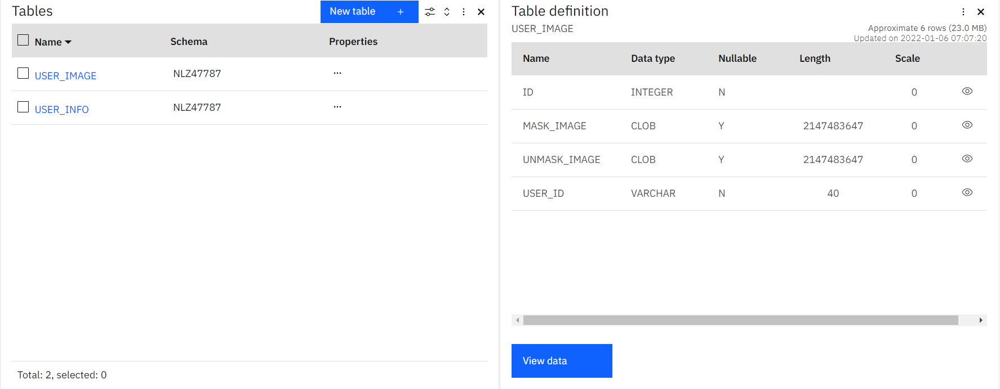 Tables
New table +
Name Schema Properties
USER_IMAGE NLZ47787 ...
USER_INFO NLZ47787 ...
Total: 2, selected: 0
Table definition
USER_IMAGE
Approximate 6 rows (23.0 MB)
Updated on 2022-01-06 07:07:20
Name Data type Nullable Length Scale
ID INTEGER N 0
MASK_IMAGE CLOB Y 2147483647 0
UNMASK_IMAGE CLOB Y 2147483647 0
USER_ID VARCHAR N 40 0
View data